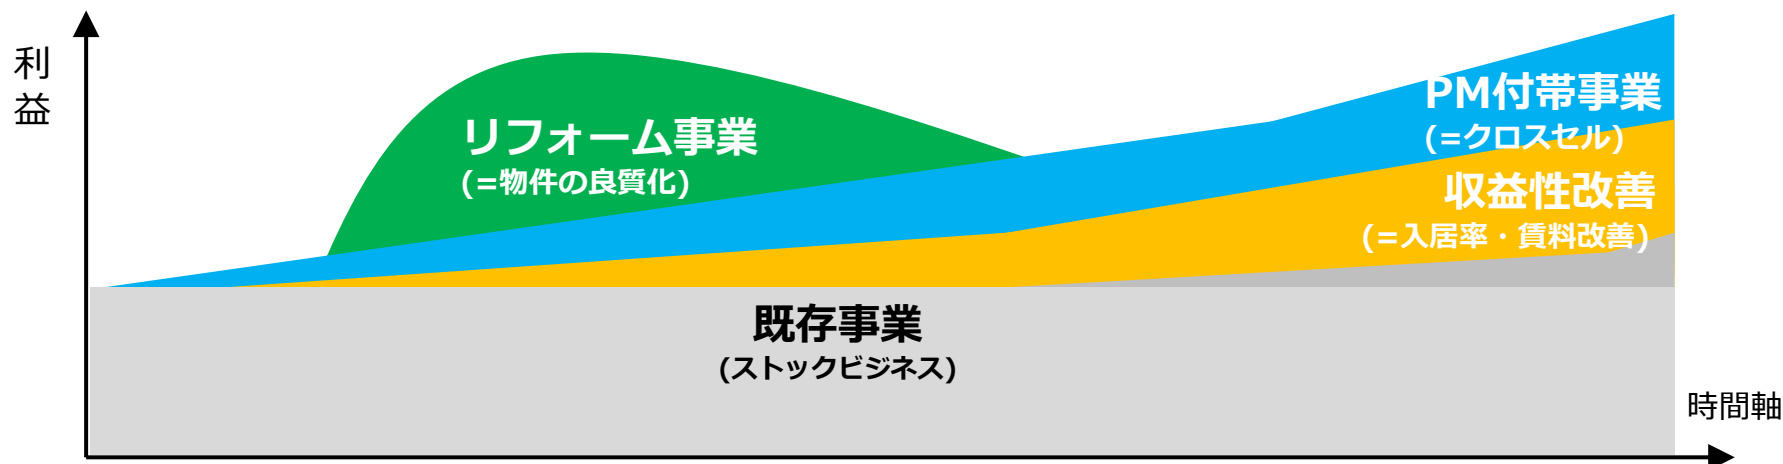 利益
リフォーム事業
(=物件の良質化)
PM付帯事業
(=クロスセル)
収益性改善
(=入居率・賃料改善)
既存事業
(ストックビジネス)
時間軸